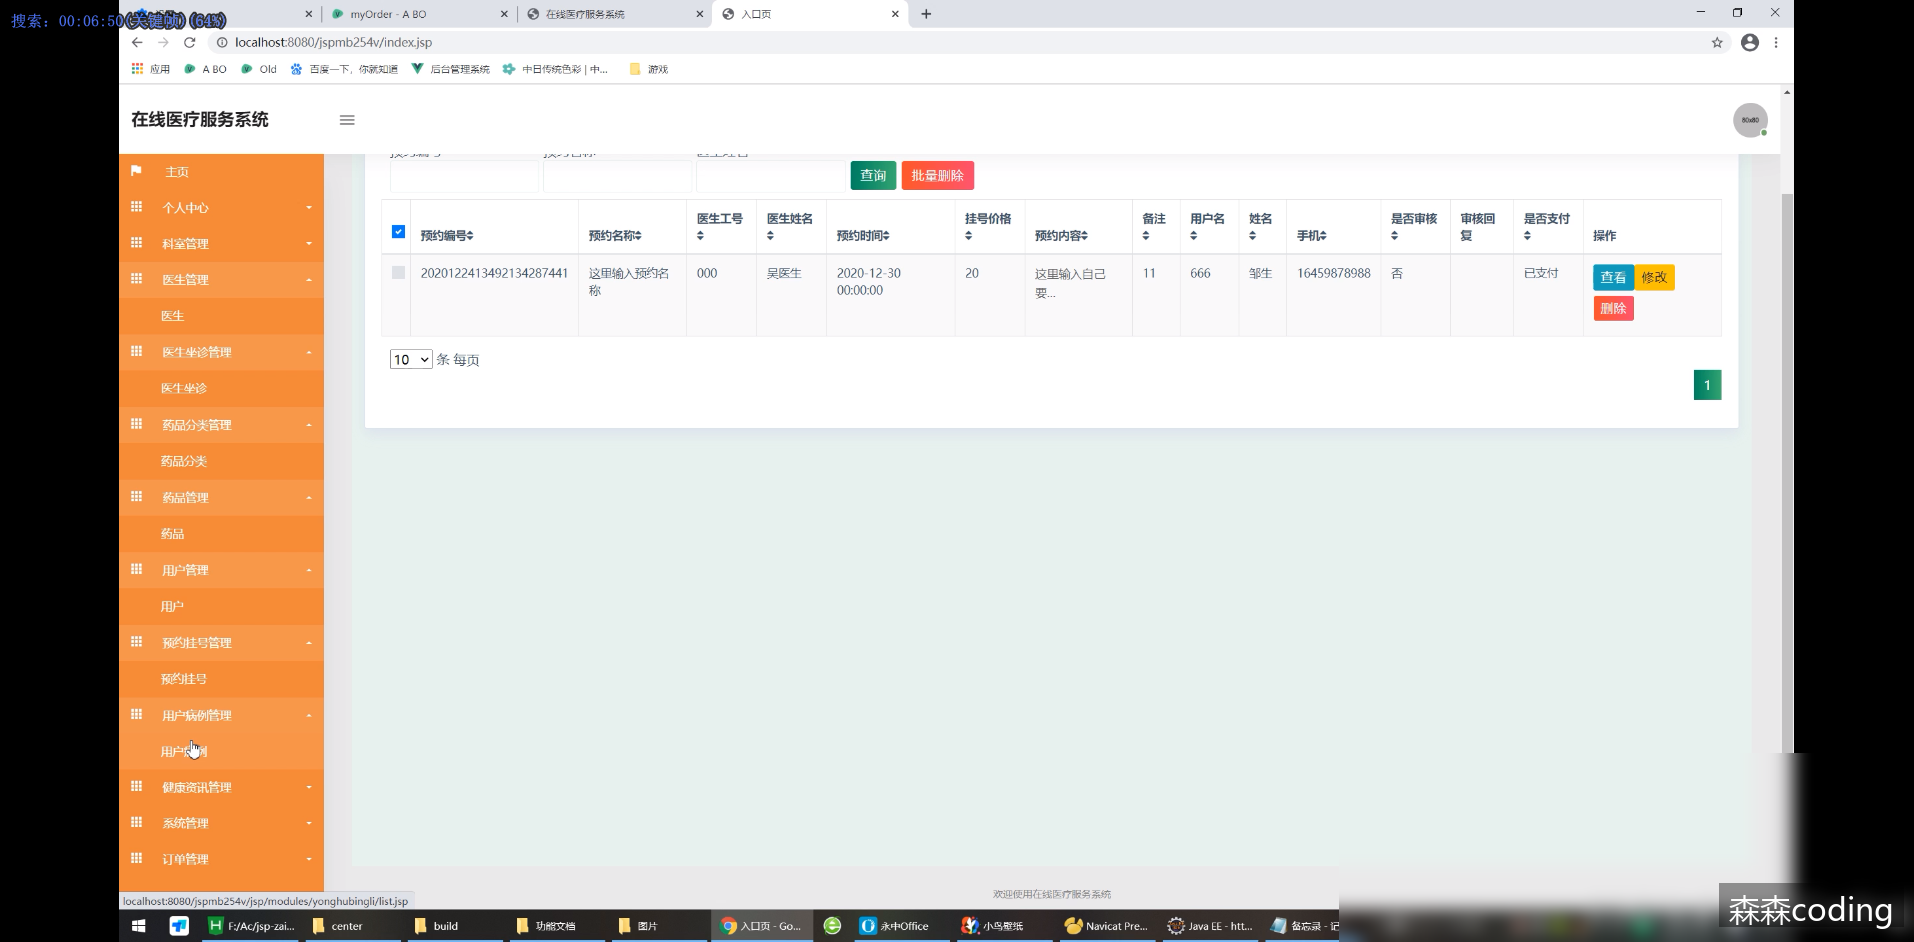 搜索: 00:06:50(关键帧)(64%)
myOrder - A BO
在线医疗服务系统
入口页
localhost:8080/jspmb254v/index.jsp
应用
A BO
Old
百度一下，你就知道
后台管理系统
中日传统色彩 | 中...
游戏
在线医疗服务系统
80x80
主页
个人中心
科室管理
医生管理
医生
医生坐诊管理
医生坐诊
药品分类管理
药品分类
药品管理
药品
用户管理
用户
预约挂号管理
预约挂号
用户病例管理
健康资讯管理
系统管理
订单管理
查询 批量删除
预约编号 预约名称 医生工号 医生姓名 预约时间 挂号价格 预约内容 备注 用户名 姓名 手机 是否审核 审核回复 是否支付 操作
2020122413492134287441 这里输入预约名称 000 吴医生 2020-12-30 00:00:00 20 这里输入自己要... 11 666 邹生 16459878988 否 已支付 查看 修改
删除
10 条 每页
1
欢迎使用在线医疗服务系统
localhost:8080/jspmb254v/jsp/modules/yonghubingli/list.jsp
F:/Ac/jsp-zai...
center
build
功能文档
图片
入口页 - Go...
永中Office
小鸟壁纸
Navicat Pre...
Java EE - htt...
备忘录 - 记
森森coding